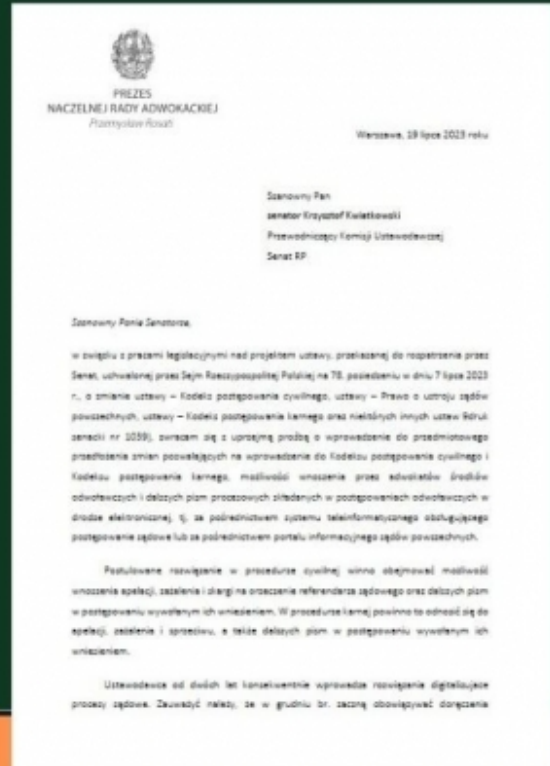 PREZES
NACZELNEJ RADY ADWOKACKIEJ
Przemysław Rosati
Warszawa, 19 lipca 2023 roku
Szanowny Pan
senator Krzysztof Kwiatkowski
Przewodniczący Komisji Ustawodawczej
Senat RP
Szanowny Panie Senatorze,
w związku z pracami legislacyjnymi nad projektem ustawy, przekazanej do rozpatrzenia przez
Senat, uchwalonej przez Sejm Rzeczypospolitej Polskiej na 78. posiedzeniu w dniu 7 lipca 2023
r., o zmianie ustawy – Kodeks postępowania cywilnego, ustawy – Prawo o ustroju sądów
powszechnych, ustawy – Kodeks postępowania karnego oraz niektórych innych ustaw 9druk
senacki nr 1039), zwracam się z uprzejmą prośbą o wprowadzenie do przedmiotowego
przedłożenia zmian pozwalających na wprowadzenie do Kodeksu postępowania cywilnego i
Kodeksu postępowania karnego, możliwości wnoszenia przez adwokatów środków
odwoławczych i dalszych pism procesowych składanych w postępowaniach odwoławczych w
drodze elektronicznej, tj. za pośrednictwem systemu teleinformatycznego obsługującego
postępowanie sądowe lub za pośrednictwem portalu informacyjnego sądów powszechnych.
Postulowane rozwiązanie w procedurze cywilnej winno obejmować możliwość
wnoszenia apelacji, zażalenia i skargi na orzeczenie referendarza sądowego oraz dalszych pism
w postępowaniu wywołanym ich wniesieniem. W procedurze karnej powinno to odnosić się do
apelacji, zażalenia i sprzeciwu, a także dalszych pism w postępowaniu wywołanym ich
wniesieniem.
Ustawodawca od dwóch lat konsekwentnie wprowadza rozwiązania digitalizujące
procesy sądowe. Zauważyć należy, że w grudniu br. zaczną obowiązywać doręczenia